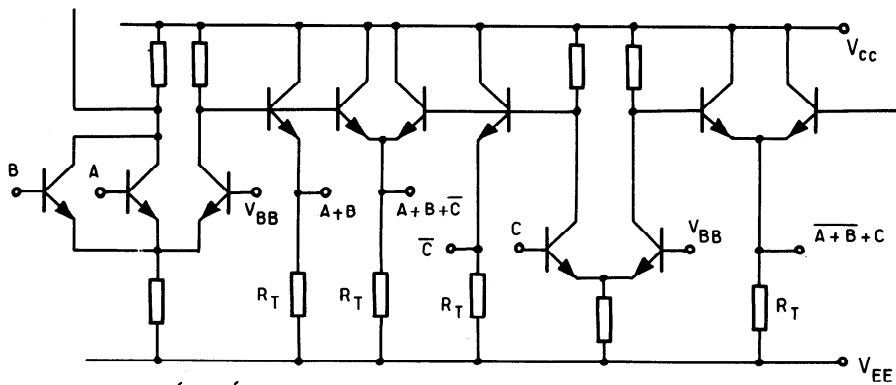 V_CC
B
A
V_BB
A+B
A+B+C̅
C̅
C
V_BB
A̅+̅B̅+C
R_T
R_T
R_T
R_T
V_EE